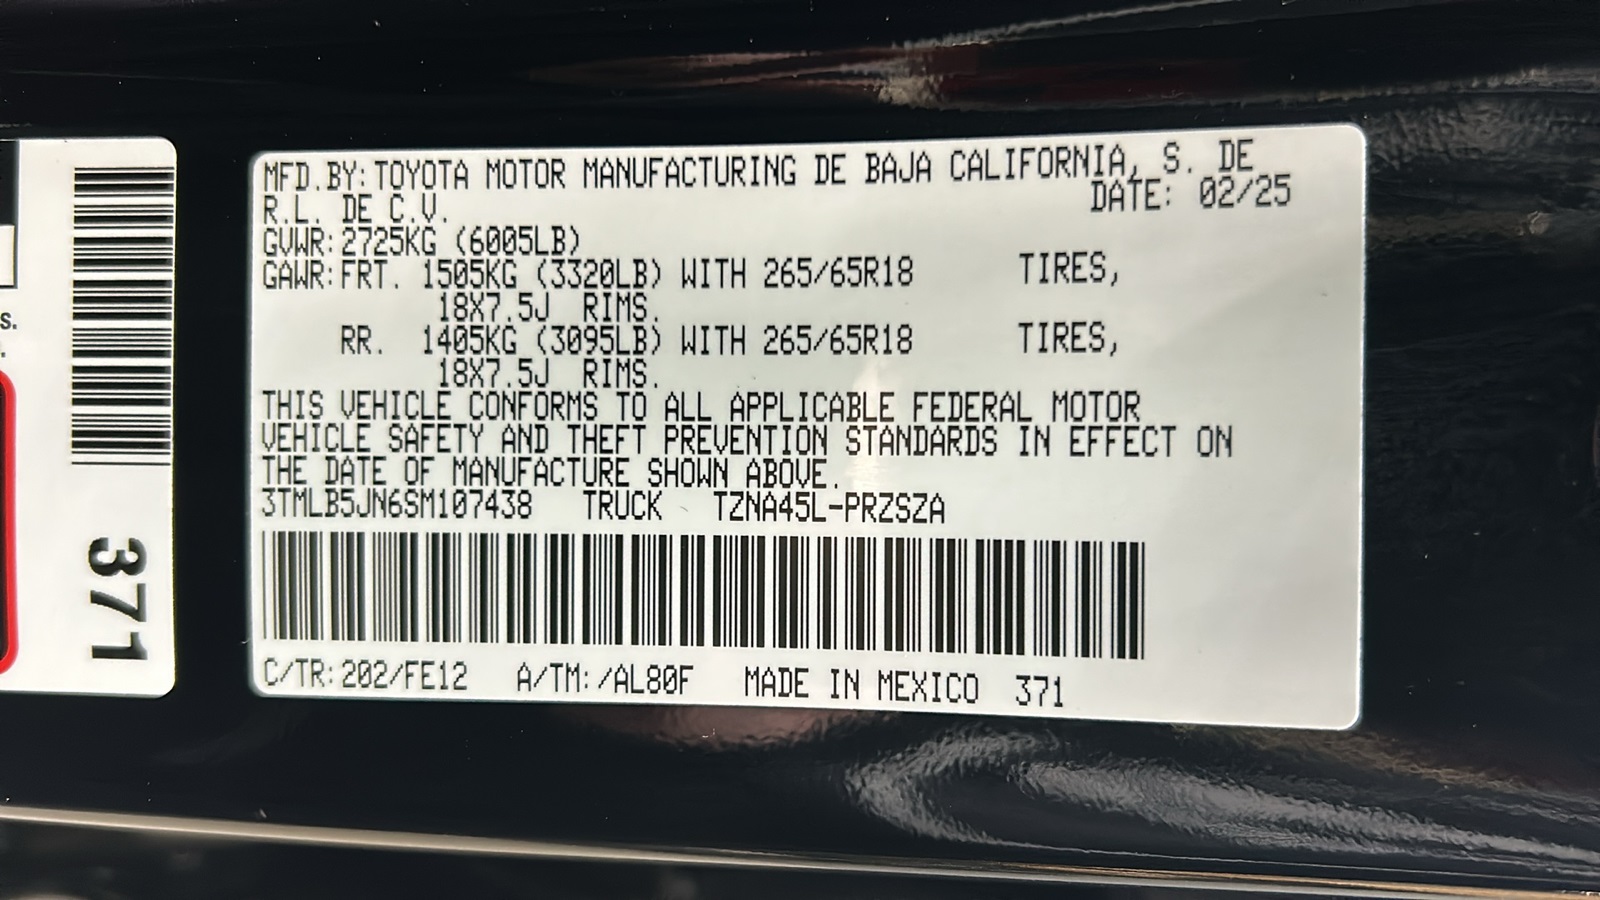 MFD.BY: TOYOTA MOTOR MANUFACTURING DE BAJA CALIFORNIA, S. DE
R.L. DE C.V. DATE: 02/25
GVWR: 2725KG (6005LB)
GAWR: FRT. 1505KG (3320LB) WITH 265/65R18 TIRES,
18X7.5J RIMS.
RR. 1405KG (3095LB) WITH 265/65R18 TIRES,
18X7.5J RIMS.
THIS VEHICLE CONFORMS TO ALL APPLICABLE FEDERAL MOTOR
VEHICLE SAFETY AND THEFT PREVENTION STANDARDS IN EFFECT ON
THE DATE OF MANUFACTURE SHOWN ABOVE.
3TMLB5JN6SM107438 TRUCK TZNA45L-PRZSZA
C/TR: 202/FE12 A/TM: /AL80F MADE IN MEXICO 371
371